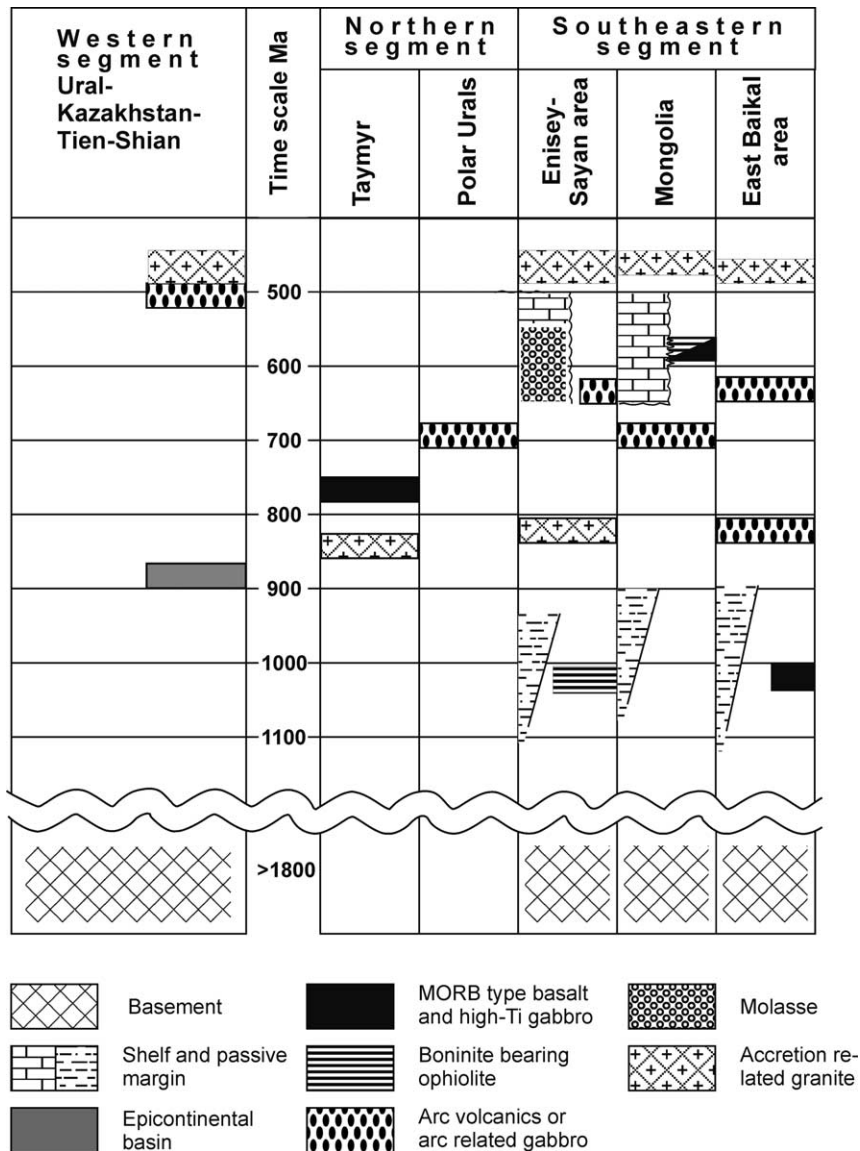 Western
segment
Ural-
Kazakhstan-
Tien-Shian
Time scale Ma
Northern
segment
Taymyr
Polar Urals
Southeastern
segment
Enisey-
Sayan area
Mongolia
East Baikal
area
500
600
700
800
900
1000
1100
>1800
Basement
MORB type basalt
and high-Ti gabbro
Molasse
Shelf and passive
margin
Boninite bearing
ophiolite
Accretion re-
lated granite
Epicontinental
basin
Arc volcanics or
arc related gabbro